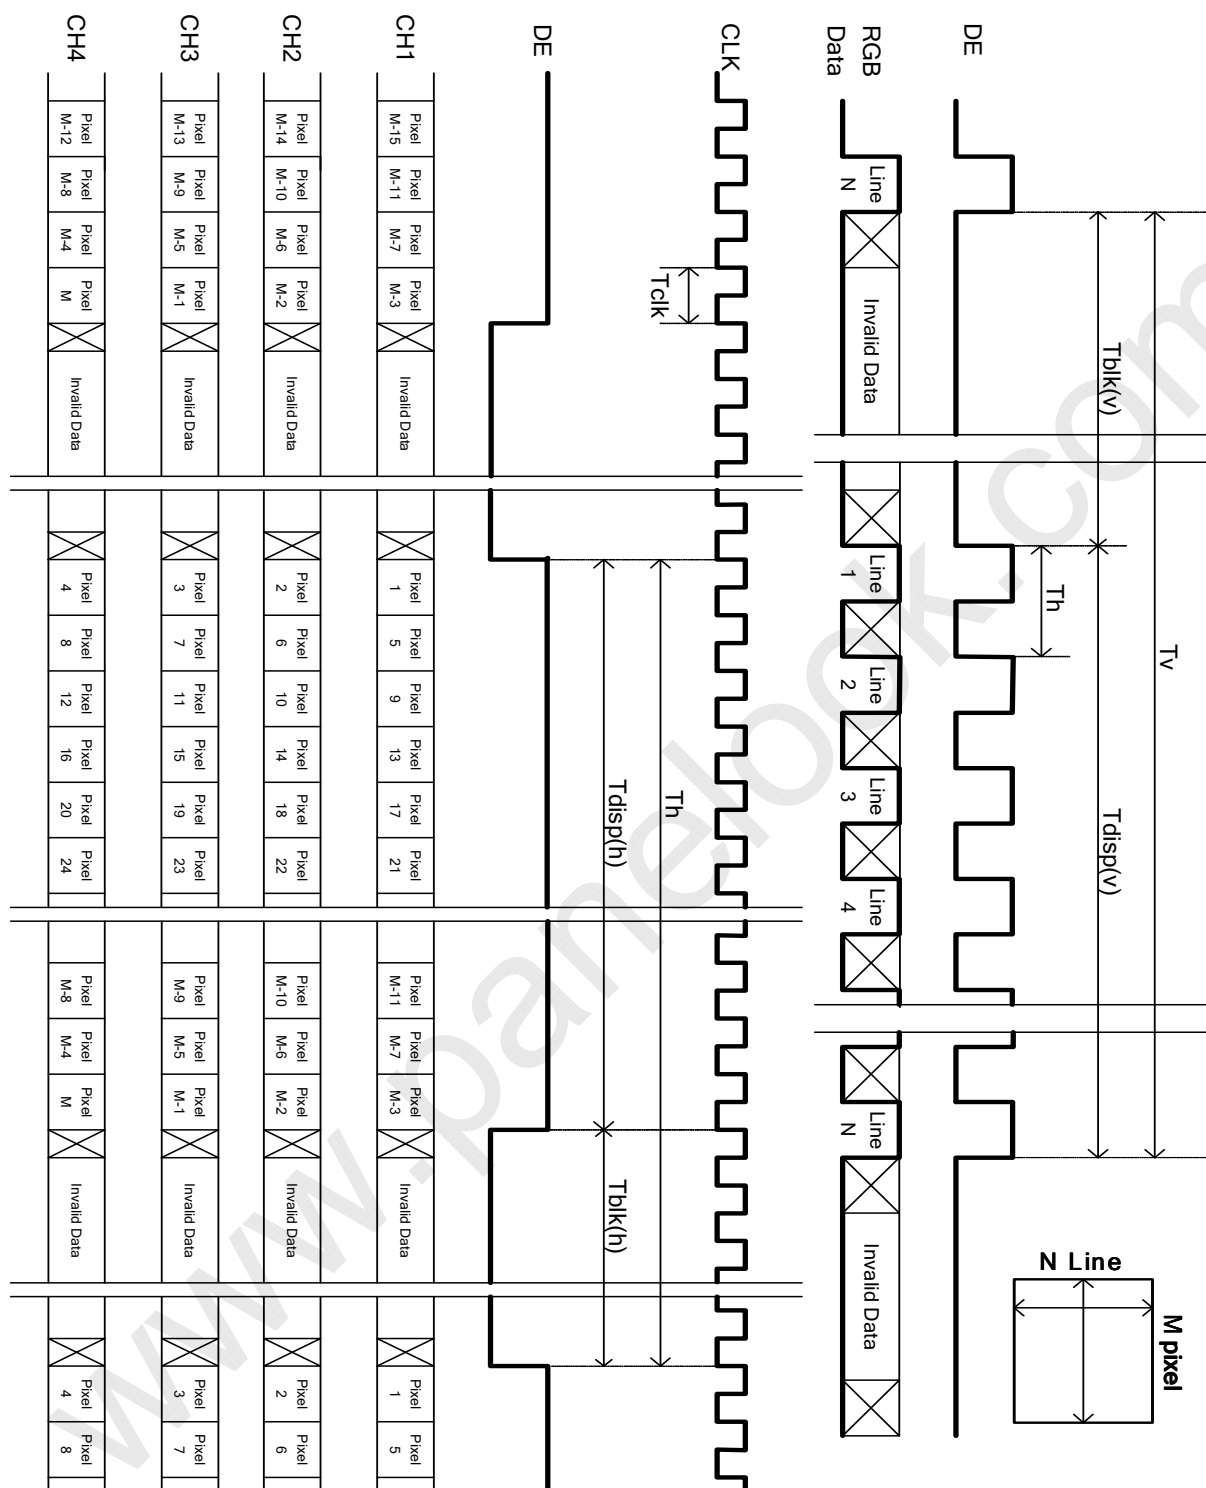 DE
RGB
Data
Line N
Invalid Data
Line 1
Line 2
Line 3
Line 4
Line N
Invalid Data
Tv
Tblk(v)
Tdisp(v)
Th
N Line
M pixel
CLK
Tclk
Th
Tdisp(h)
Tblk(h)
DE
CH1
Pixel M-15
Pixel M-11
Pixel M-7
Pixel M-3
Invalid Data
Pixel 1
Pixel 5
Pixel 9
Pixel 13
Pixel 17
Pixel 21
Pixel M-11
Pixel M-7
Pixel M-3
Invalid Data
Pixel 1
Pixel 5
CH2
Pixel M-14
Pixel M-10
Pixel M-6
Pixel M-2
Invalid Data
Pixel 2
Pixel 6
Pixel 10
Pixel 14
Pixel 18
Pixel 22
Pixel M-10
Pixel M-6
Pixel M-2
Invalid Data
Pixel 2
Pixel 6
CH3
Pixel M-13
Pixel M-9
Pixel M-5
Pixel M-1
Invalid Data
Pixel 3
Pixel 7
Pixel 11
Pixel 15
Pixel 19
Pixel 23
Pixel M-9
Pixel M-5
Pixel M-1
Invalid Data
Pixel 3
Pixel 7
CH4
Pixel M-12
Pixel M-8
Pixel M-4
Pixel M
Invalid Data
Pixel 4
Pixel 8
Pixel 12
Pixel 16
Pixel 20
Pixel 24
Pixel M-8
Pixel M-4
Pixel M
Invalid Data
Pixel 4
Pixel 8
www.panelook.com